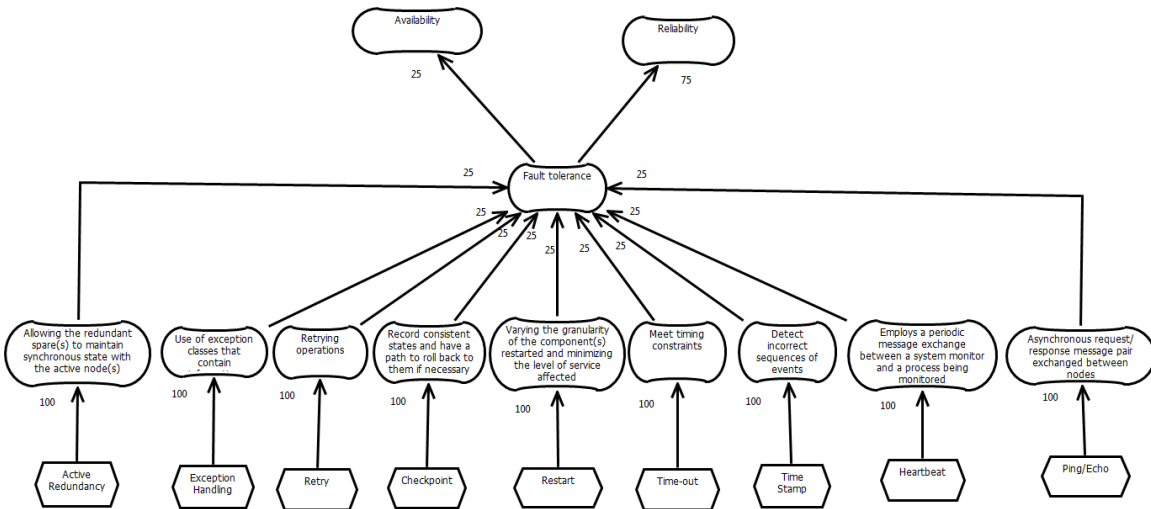 Availability
Reliability
25
75
Fault tolerance
25
25
25
25
25
25
25
25
25
25
Allowing the redundant
spare(s) to maintain
synchronous state with
the active node(s)
Use of exception
classes that
contain
Retrying
operations
Record consistent
states and have a
path to roll back to
them if necessary
Varying the granularity
of the component(s)
restarted and minimizing
the level of service
affected
Meet timing
constraints
Detect
incorrect
sequences of
events
Employs a periodic
message exchange
between a system monitor
and a process being
monitored
Asynchronous request/
response message pair
exchanged between
nodes
100
100
100
100
100
100
100
100
100
Active
Redundancy
Exception
Handling
Retry
Checkpoint
Restart
Time-out
Time
Stamp
Heartbeat
Ping/Echo